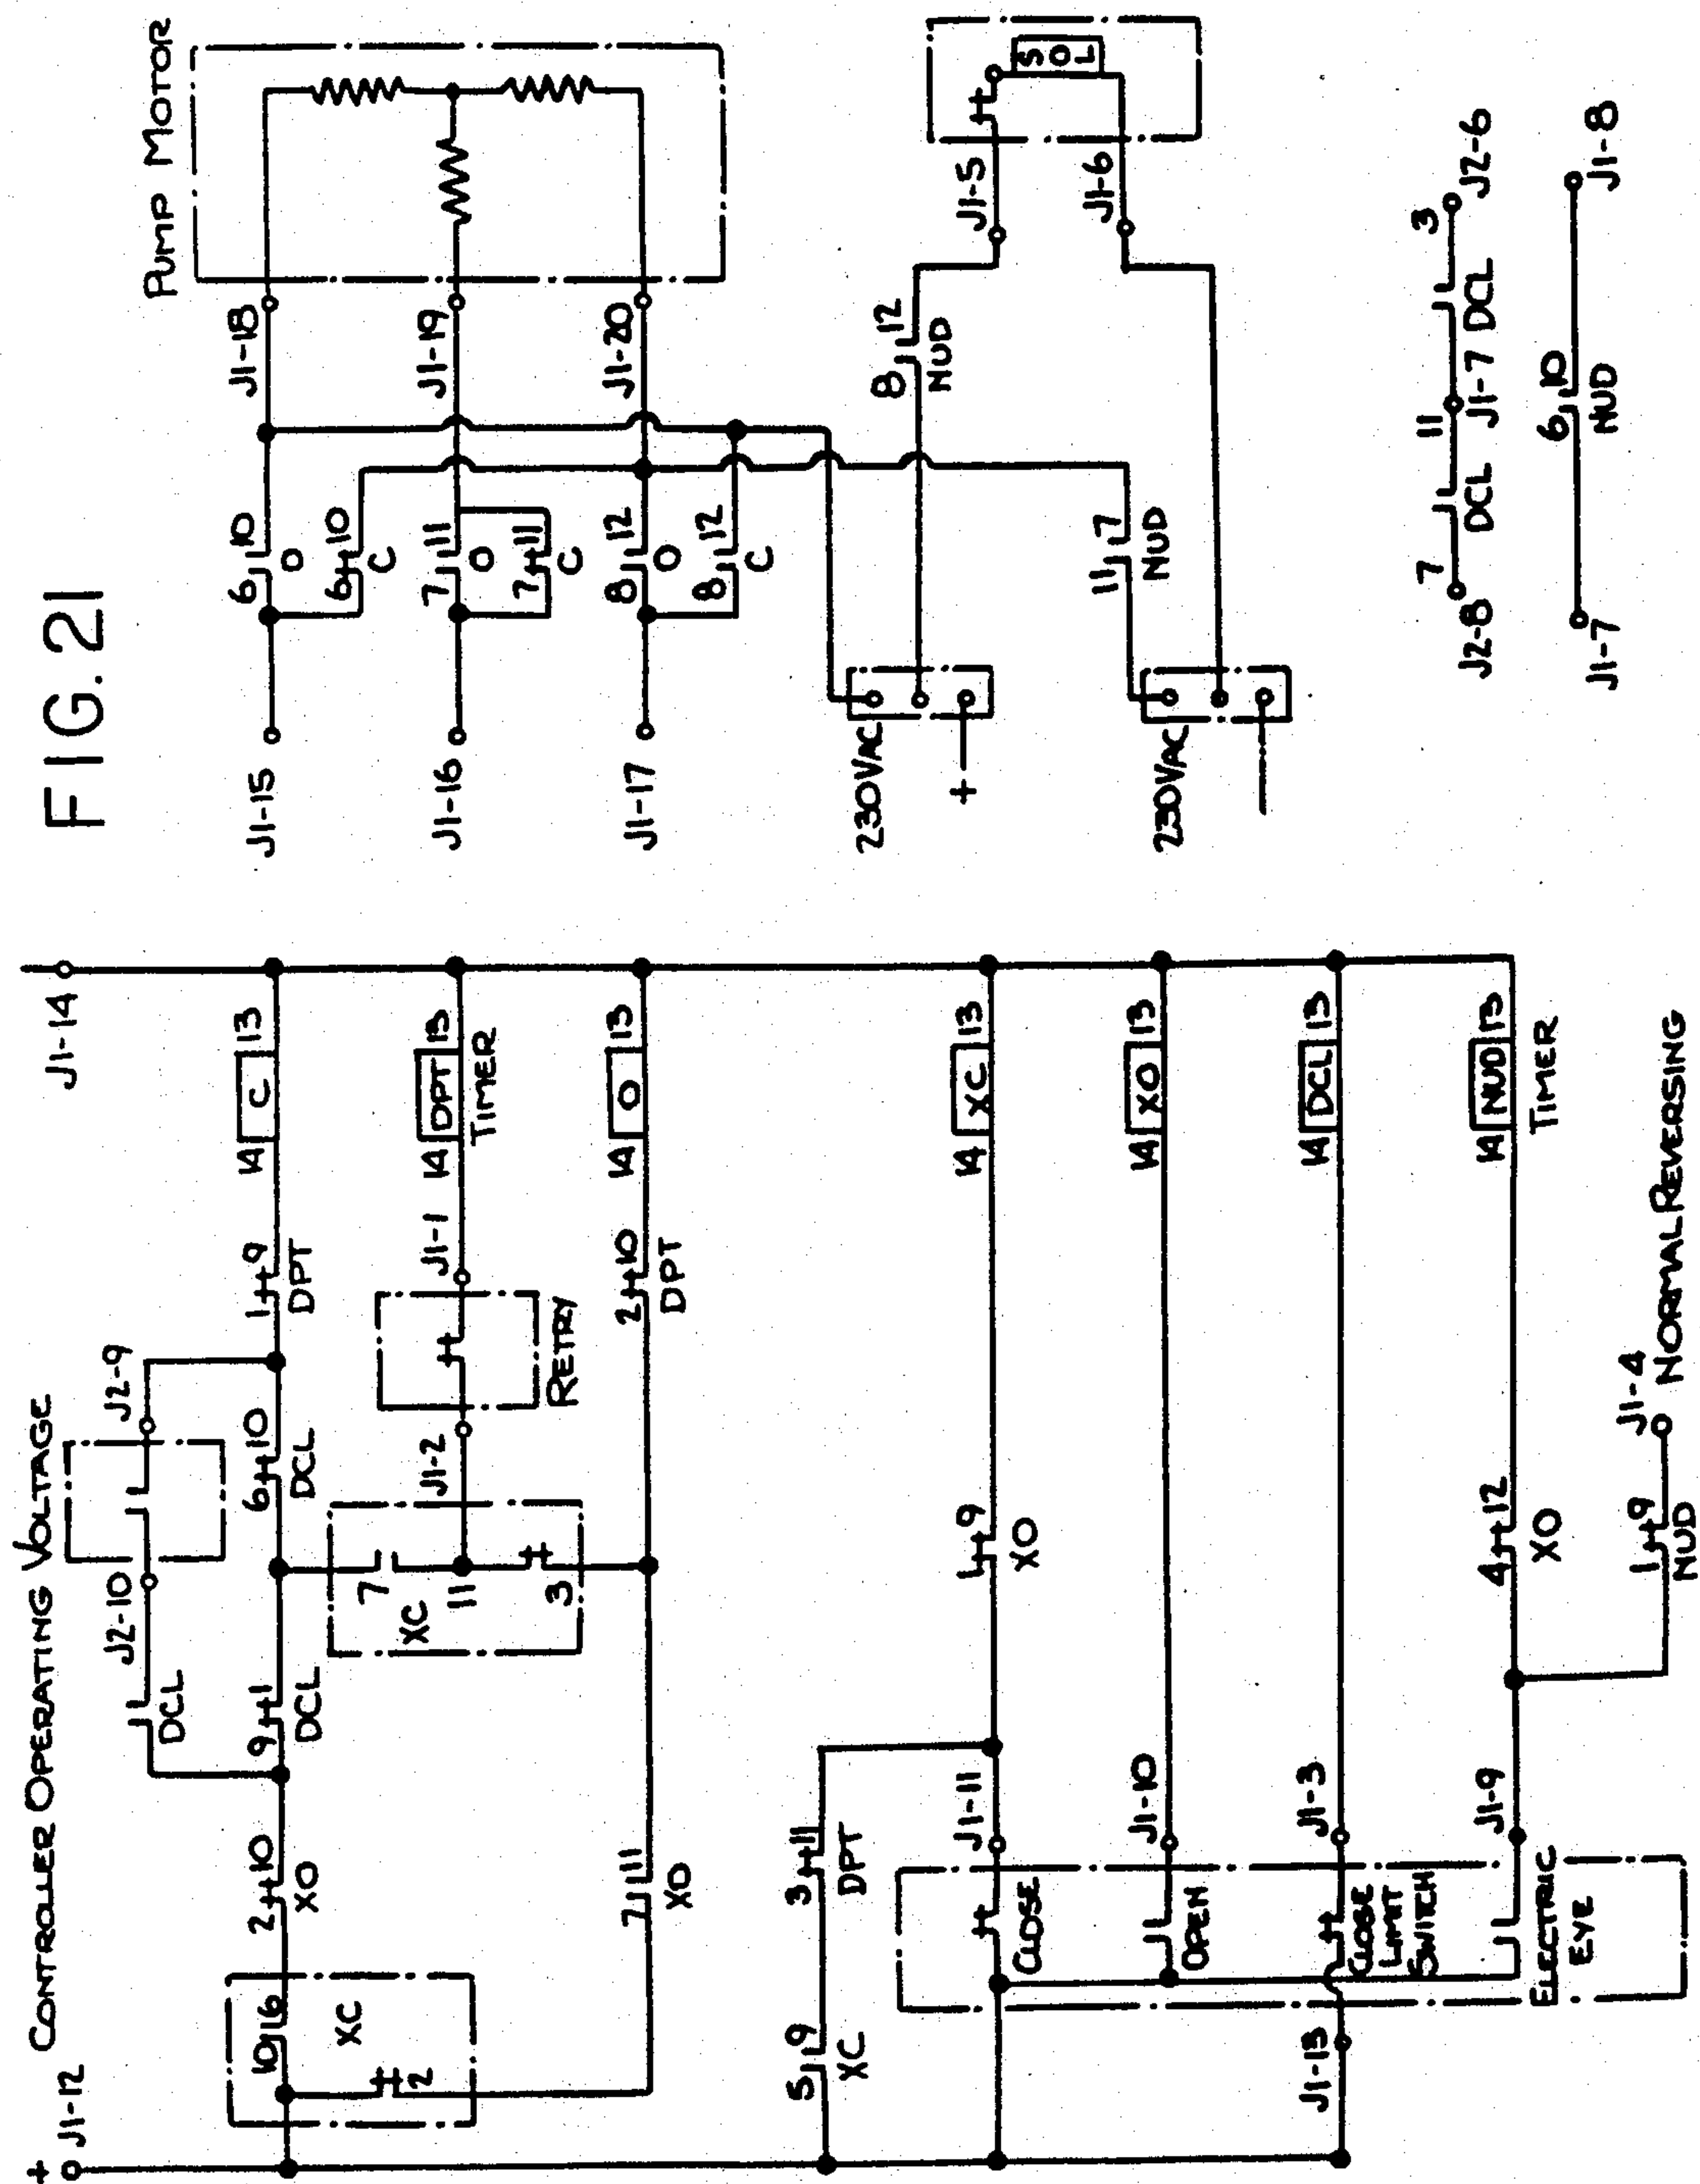 FIG. 21
CONTROLLER OPERATING VOLTAGE
+ J1-12
J1-14
J2-10 J2-9
DCL
10 6 2 10 9 1 6 10 1 9 14 C 13
XC XO DCL DCL DPT
2
7
XC 11 J1-2 J1-1 14 DPT 13
3
RETRY TIMER
7 11 2 10 14 O 13
XO DPT
5 9 3 11
XC DPT
J1-11 1 9 14 XC 13
CLOSE XO
J1-10 14 XO 13
OPEN
J1-13 J1-3 14 DCL 13
CLOSE
LIMIT
SWITCH
J1-9 4 12 14 NUD 13
XO TIMER
ELECTRIC
EYE
1 9 J1-4
NUD NORMAL REVERSING
PUMP MOTOR
J1-15 6 10 J1-18
O
6 10
C
J1-16 7 11 J1-19
O
7 11
C
J1-17 8 12 J1-20
O
8 12
C
230VAC 8 12 J1-5
NUD
SOL
+
J1-6
230VAC 11 7
NUD
J2-8 7 11 3 J2-6
DCL J1-7 DCL
J1-7 6 10 J1-8
NUD